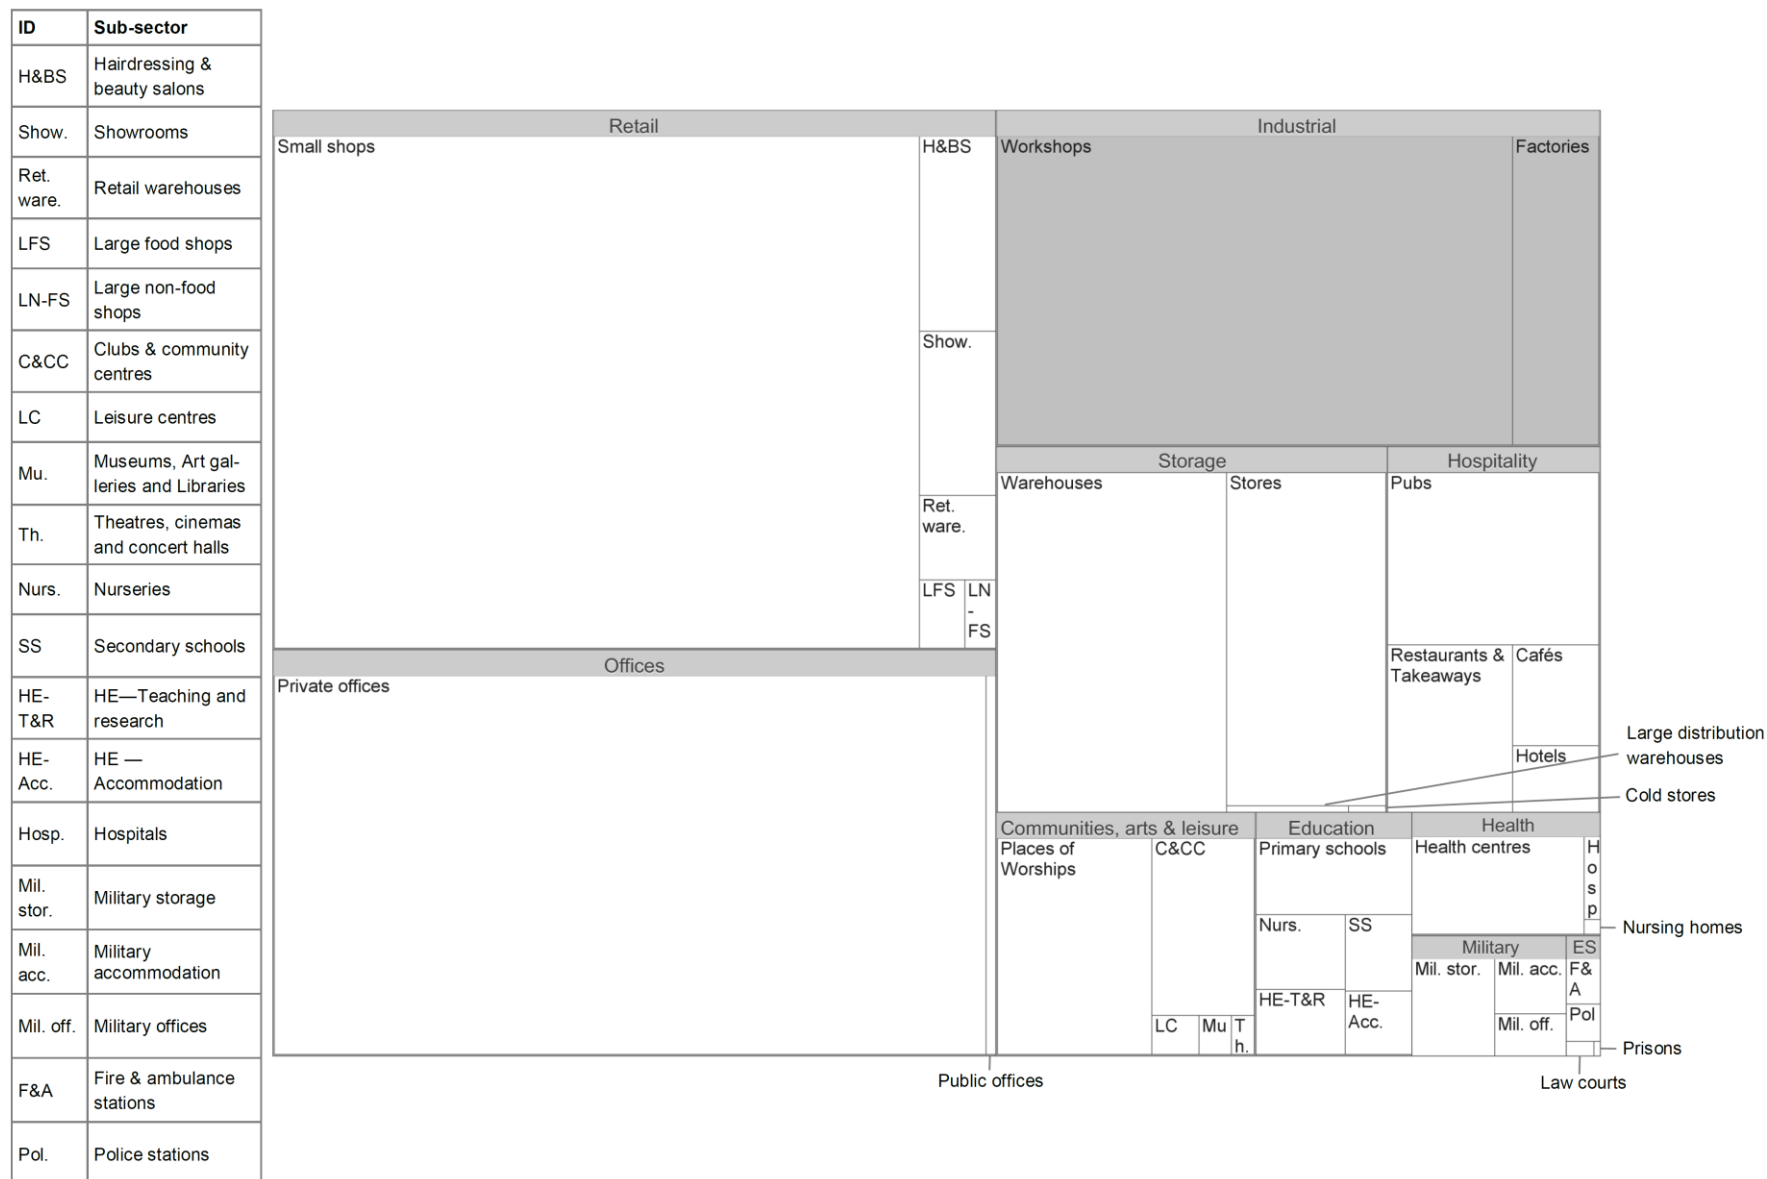 ID Sub-sector
H&BS Hairdressing &
beauty salons
Show. Showrooms
Ret.
ware. Retail warehouses
LFS Large food shops
LN-FS Large non-food
shops
C&CC Clubs & community
centres
LC Leisure centres
Mu. Museums, Art gal-
leries and Libraries
Th. Theatres, cinemas
and concert halls
Nurs. Nurseries
SS Secondary schools
HE-
T&R HE—Teaching and
research
HE-
Acc. HE —
Accommodation
Hosp. Hospitals
Mil.
stor. Military storage
Mil.
acc. Military
accommodation
Mil. off. Military offices
F&A Fire & ambulance
stations
Pol. Police stations
Retail
Small shops
H&BS
Show.
Ret.
ware.
LFS
LN
-
FS
Offices
Private offices
Public offices
Industrial
Workshops
Factories
Storage
Warehouses
Stores
Large distribution
warehouses
Cold stores
Hospitality
Pubs
Restaurants &
Takeaways
Cafés
Hotels
Communities, arts & leisure
Places of
Worships
C&CC
LC
Mu
T
h.
Education
Primary schools
Nurs.
SS
HE-T&R
HE-
Acc.
Health
Health centres
H
o
s
p
Nursing homes
Military
Mil. stor.
Mil. acc.
Mil. off.
ES
F&
A
Pol
Prisons
Law courts